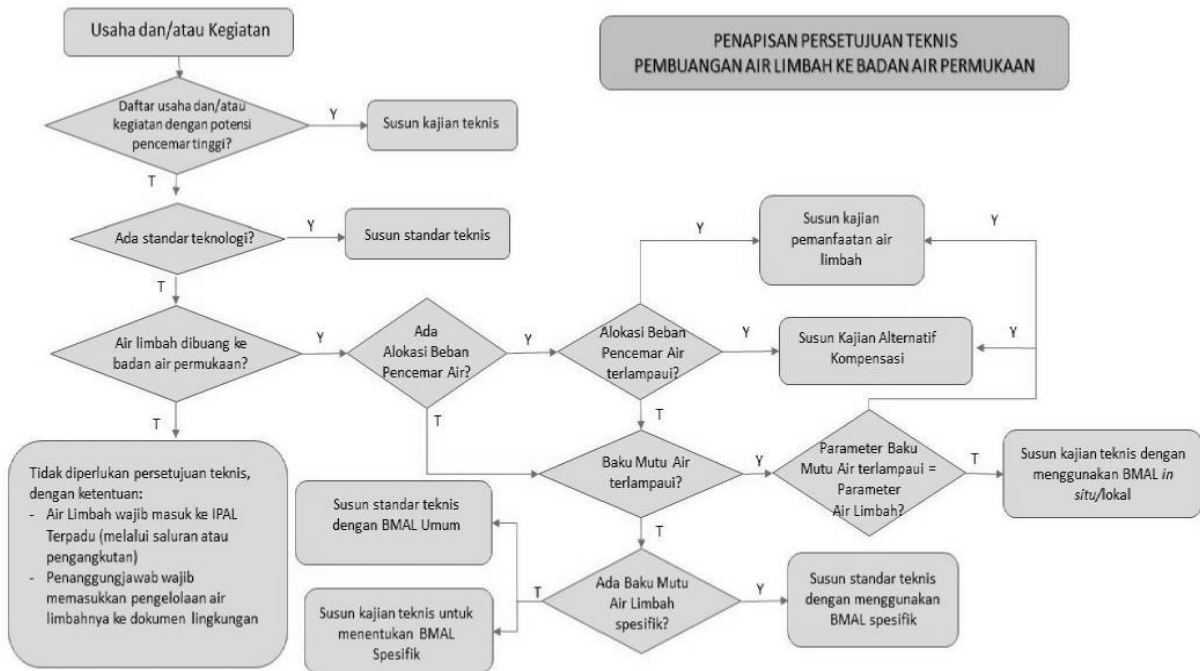 Usaha dan/atau Kegiatan
PENAPISAN PERSETUJUAN TEKNIS
PEMBUANGAN AIR LIMBAH KE BADAN AIR PERMUKAAN
Daftar usaha dan/atau
kegiatan dengan potensi
pencemar tinggi?
Y
Susun kajian teknis
T
Ada standar teknologi?
Y
Susun standar teknis
T
Susun kajian
pemanfaatan air
limbah
Y
Y
Air limbah dibuang ke
badan air permukaan?
Y
Ada
Alokasi Beban
Pencemar Air?
Y
Alokasi Beban
Pencemar Air
terlampaui?
Y
Susun Kajian Alternatif
Kompensasi
Y
T
T
T
Tidak diperlukan persetujuan teknis,
dengan ketentuan:
- Air Limbah wajib masuk ke IPAL
Terpadu (melalui saluran atau
pengangkutan)
- Penanggungjawab wajib
memasukkan pengelolaan air
limbahnya ke dokumen lingkungan
Baku Mutu Air
terlampaui?
Y
Parameter Baku
Mutu Air terlampaui =
Parameter
Air Limbah?
T
Susun kajian teknis dengan
menggunakan BMAL in
situ/lokal
Susun standar teknis
dengan BMAL Umum
T
Susun kajian teknis untuk
menentukan BMAL
Spesifik
T
Ada Baku Mutu
Air Limbah
spesifik?
Y
Susun standar teknis
dengan menggunakan
BMAL spesifik